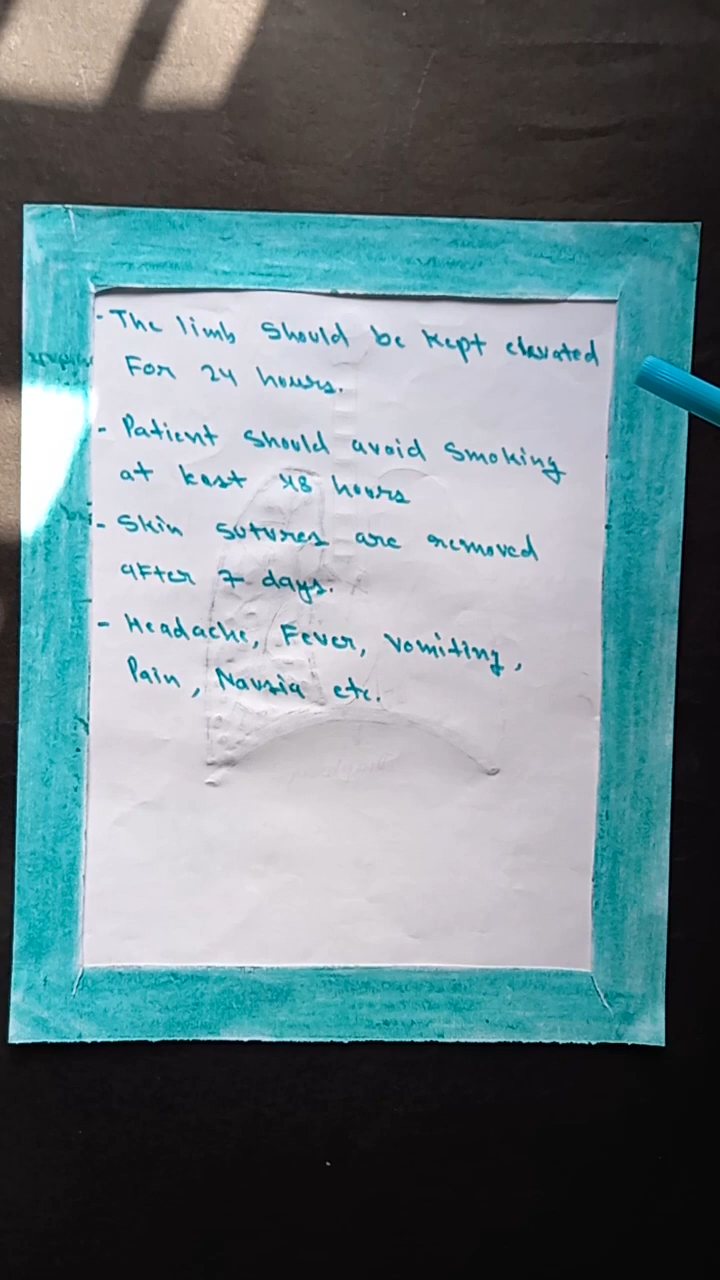 - The limb should be kept elevated
For 24 hours.
- Patient should avoid smoking
at least 48 hours
- Skin sutures are removed
after 7 days.
- Headache, Fever, Vomiting,
Pain, Nausia etc.